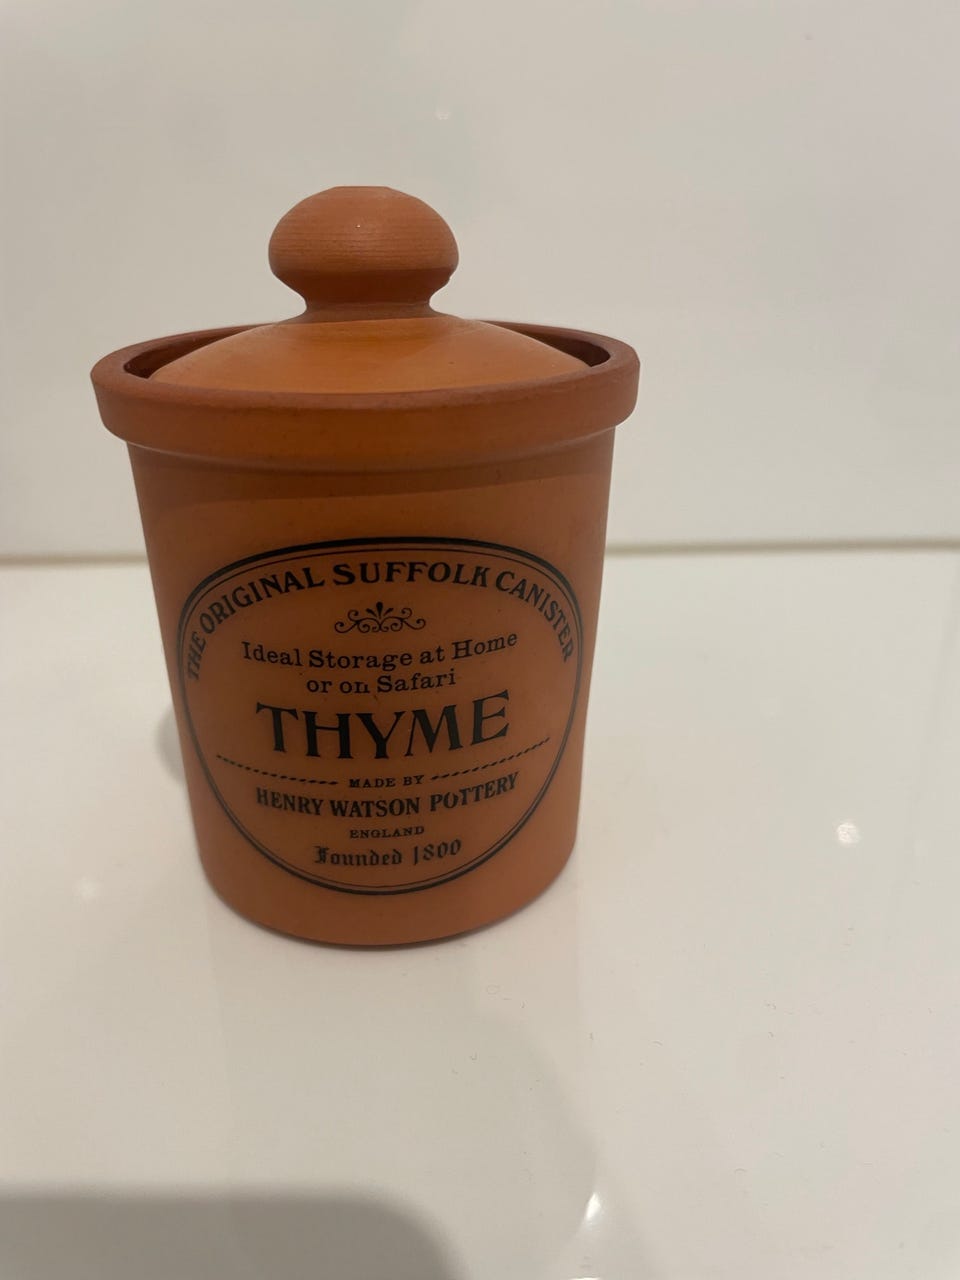 THE ORIGINAL SUFFOLK CANISTER
Ideal Storage at Home
or on Safari
THYME
MADE BY
HENRY WATSON POTTERY
ENGLAND
Founded 1800